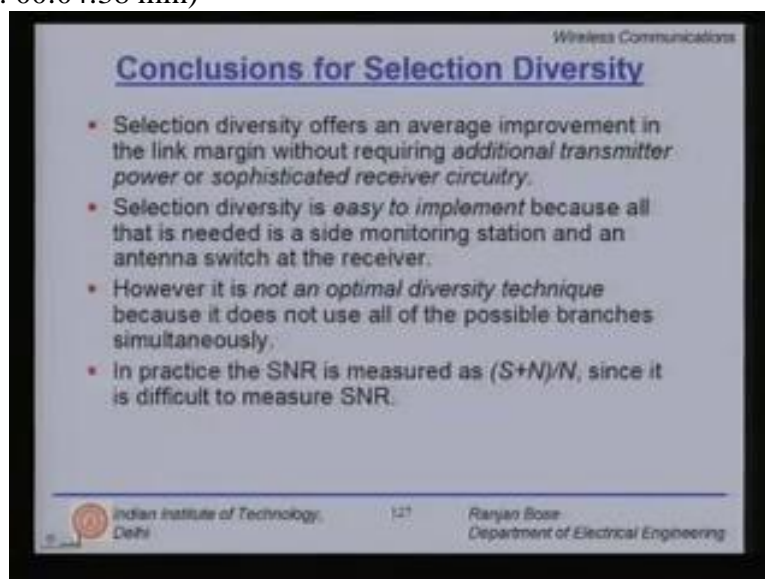 : 00:04:58 min)
Wireless Communications
Conclusions for Selection Diversity
• Selection diversity offers an average improvement in
the link margin without requiring additional transmitter
power or sophisticated receiver circuitry.
• Selection diversity is easy to implement because all
that is needed is a side monitoring station and an
antenna switch at the receiver.
• However it is not an optimal diversity technique
because it does not use all of the possible branches
simultaneously.
• In practice the SNR is measured as (S+N)/N, since it
is difficult to measure SNR.
Indian Institute of Technology,
Delhi
127
Ranjan Bose
Department of Electrical Engineering